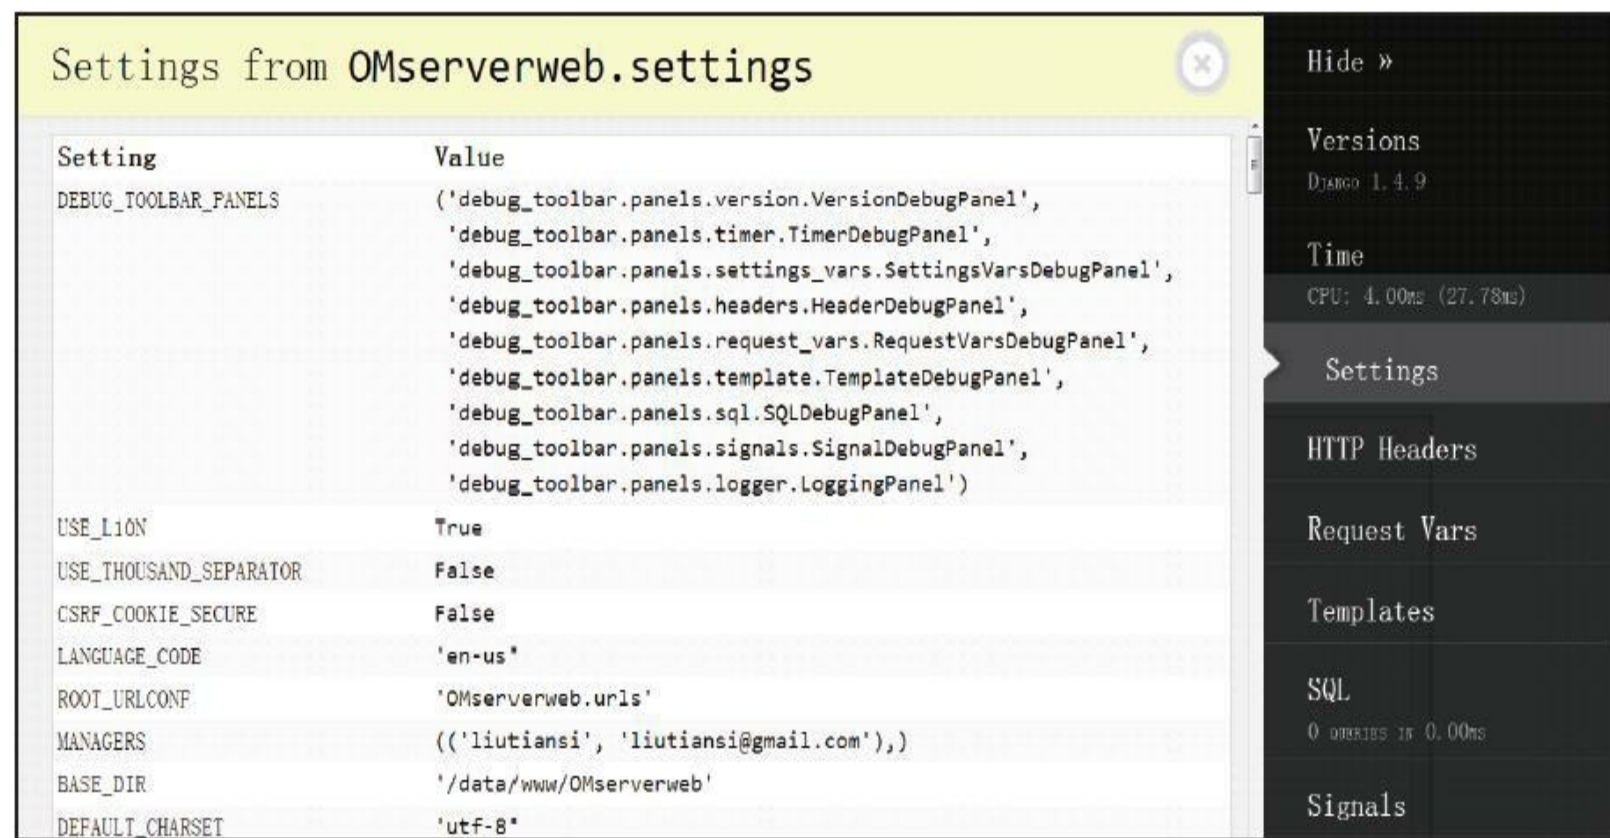 Settings from OMserverweb.settings
Setting Value
DEBUG_TOOLBAR_PANELS ('debug_toolbar.panels.version.VersionDebugPanel',
'debug_toolbar.panels.timer.TimerDebugPanel',
'debug_toolbar.panels.settings_vars.SettingsVarsDebugPanel',
'debug_toolbar.panels.headers.HeaderDebugPanel',
'debug_toolbar.panels.request_vars.RequestVarsDebugPanel',
'debug_toolbar.panels.template.TemplateDebugPanel',
'debug_toolbar.panels.sql.SQLDebugPanel',
'debug_toolbar.panels.signals.SignalDebugPanel',
'debug_toolbar.panels.logger.LoggingPanel')
USE_L10N True
USE_THOUSAND_SEPARATOR False
CSRF_COOKIE_SECURE False
LANGUAGE_CODE 'en-us'
ROOT_URLCONF 'OMserverweb.urls'
MANAGERS (('liutiansi', 'liutiansi@gmail.com'),)
BASE_DIR '/data/www/OMserverweb'
DEFAULT_CHARSET 'utf-8'
Hide »
Versions
Django 1.4.9
Time
CPU: 4.00ms (27.78ms)
Settings
HTTP Headers
Request Vars
Templates
SQL
0 queries in 0.00ms
Signals